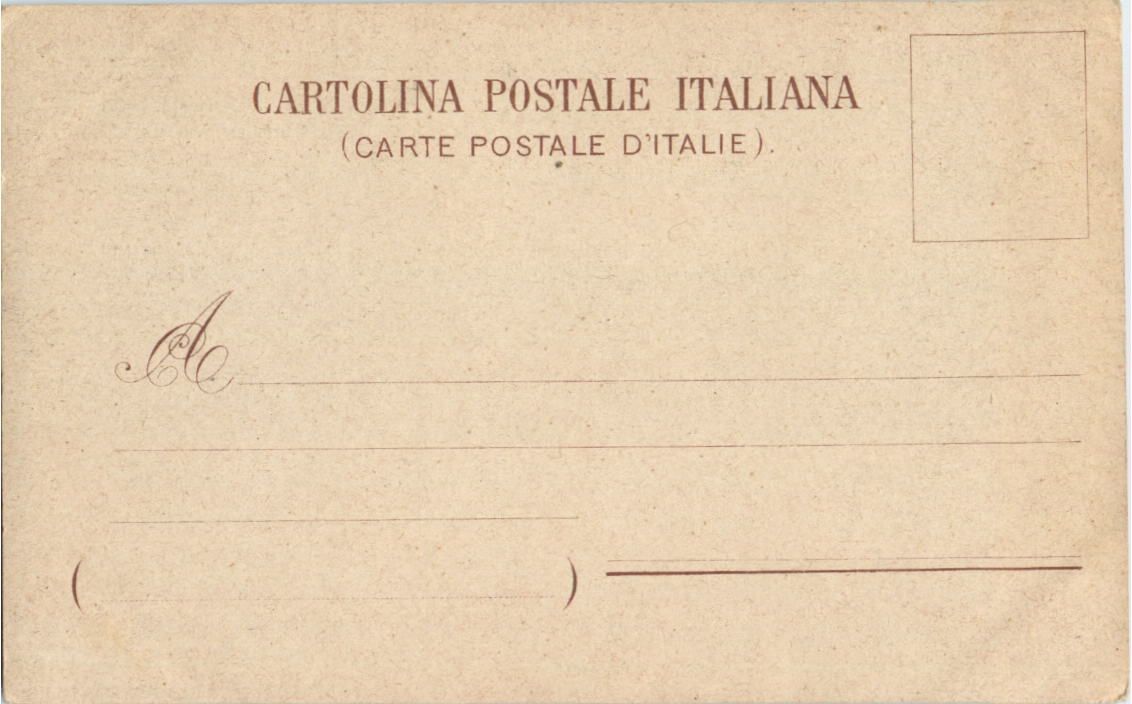 CARTOLINA POSTALE ITALIANA
(CARTE POSTALE D'ITALIE).
A
( )